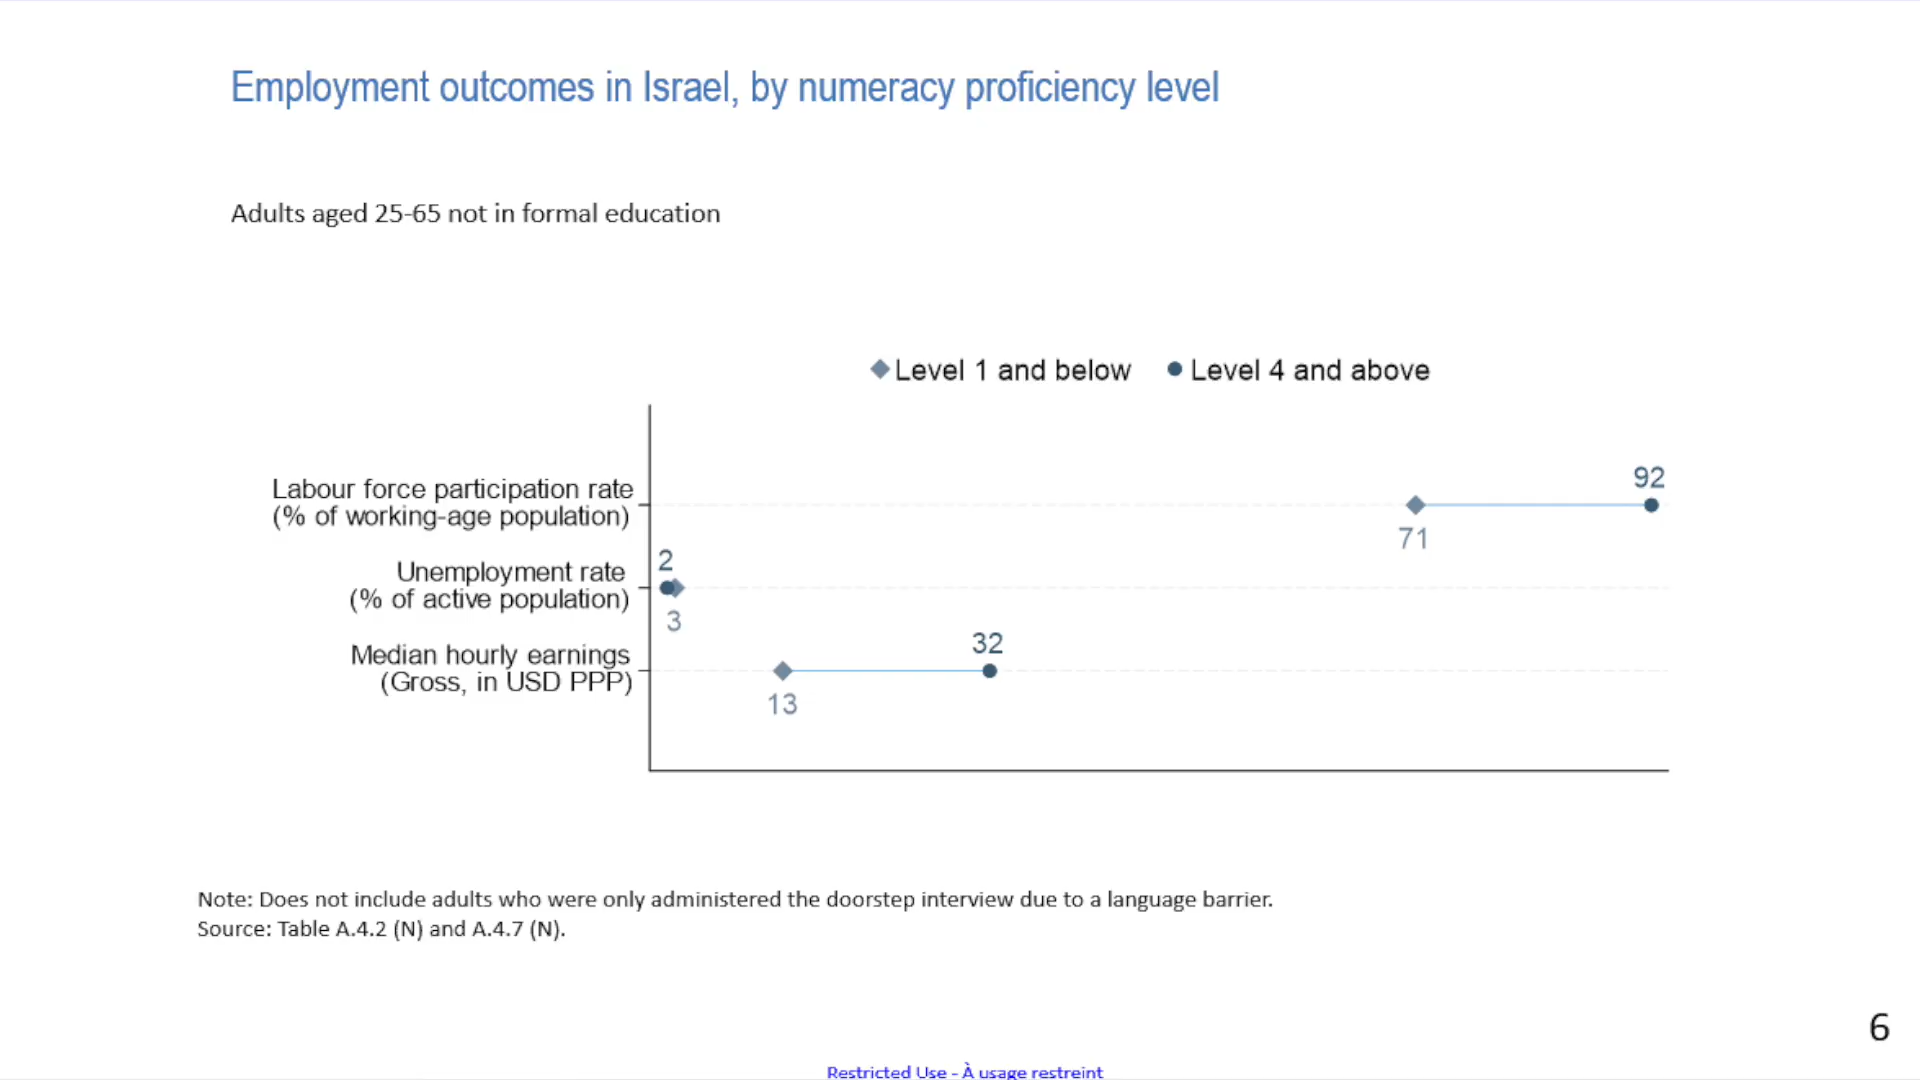 Employment outcomes in Israel, by numeracy proficiency level
Adults aged 25-65 not in formal education
Level 1 and below
Level 4 and above
Labour force participation rate
(% of working-age population)
92
71
Unemployment rate
(% of active population)
2
3
Median hourly earnings
(Gross, in USD PPP)
32
13
Note: Does not include adults who were only administered the doorstep interview due to a language barrier.
Source: Table A.4.2 (N) and A.4.7 (N).
6
Restricted Use - À usage restreint